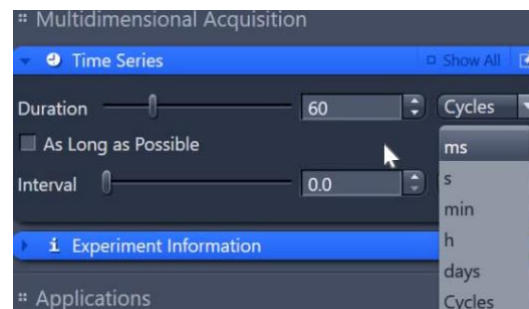 Multidimensional Acquisition
Time Series Show All
Duration 60 Cycles
As Long as Possible ms
Interval 0.0 s
min
i Experiment Information h
days
Applications Cycles